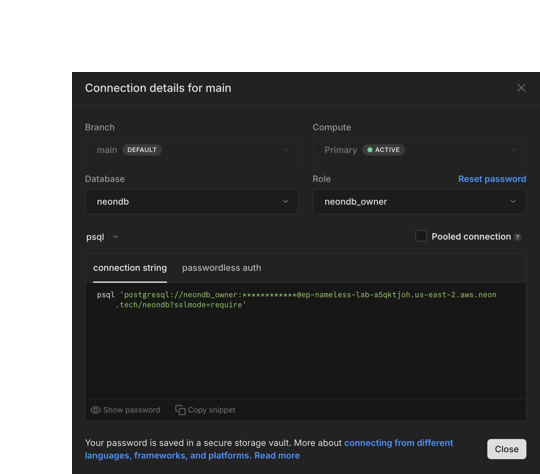 Connection details for main
Branch
Compute
main DEFAULT
Primary ACTIVE
Database
Role
Reset password
neondb
neondb_owner
psql
Pooled connection ?
connection string
passwordless auth
psql 'postgresql://neondb_owner:************@ep-nameless-lab-a5qktjoh.us-east-2.aws.neon
.tech/neondb?sslmode=require'
Show password
Copy snippet
Your password is saved in a secure storage vault. More about connecting from different
languages, frameworks, and platforms. Read more
Close